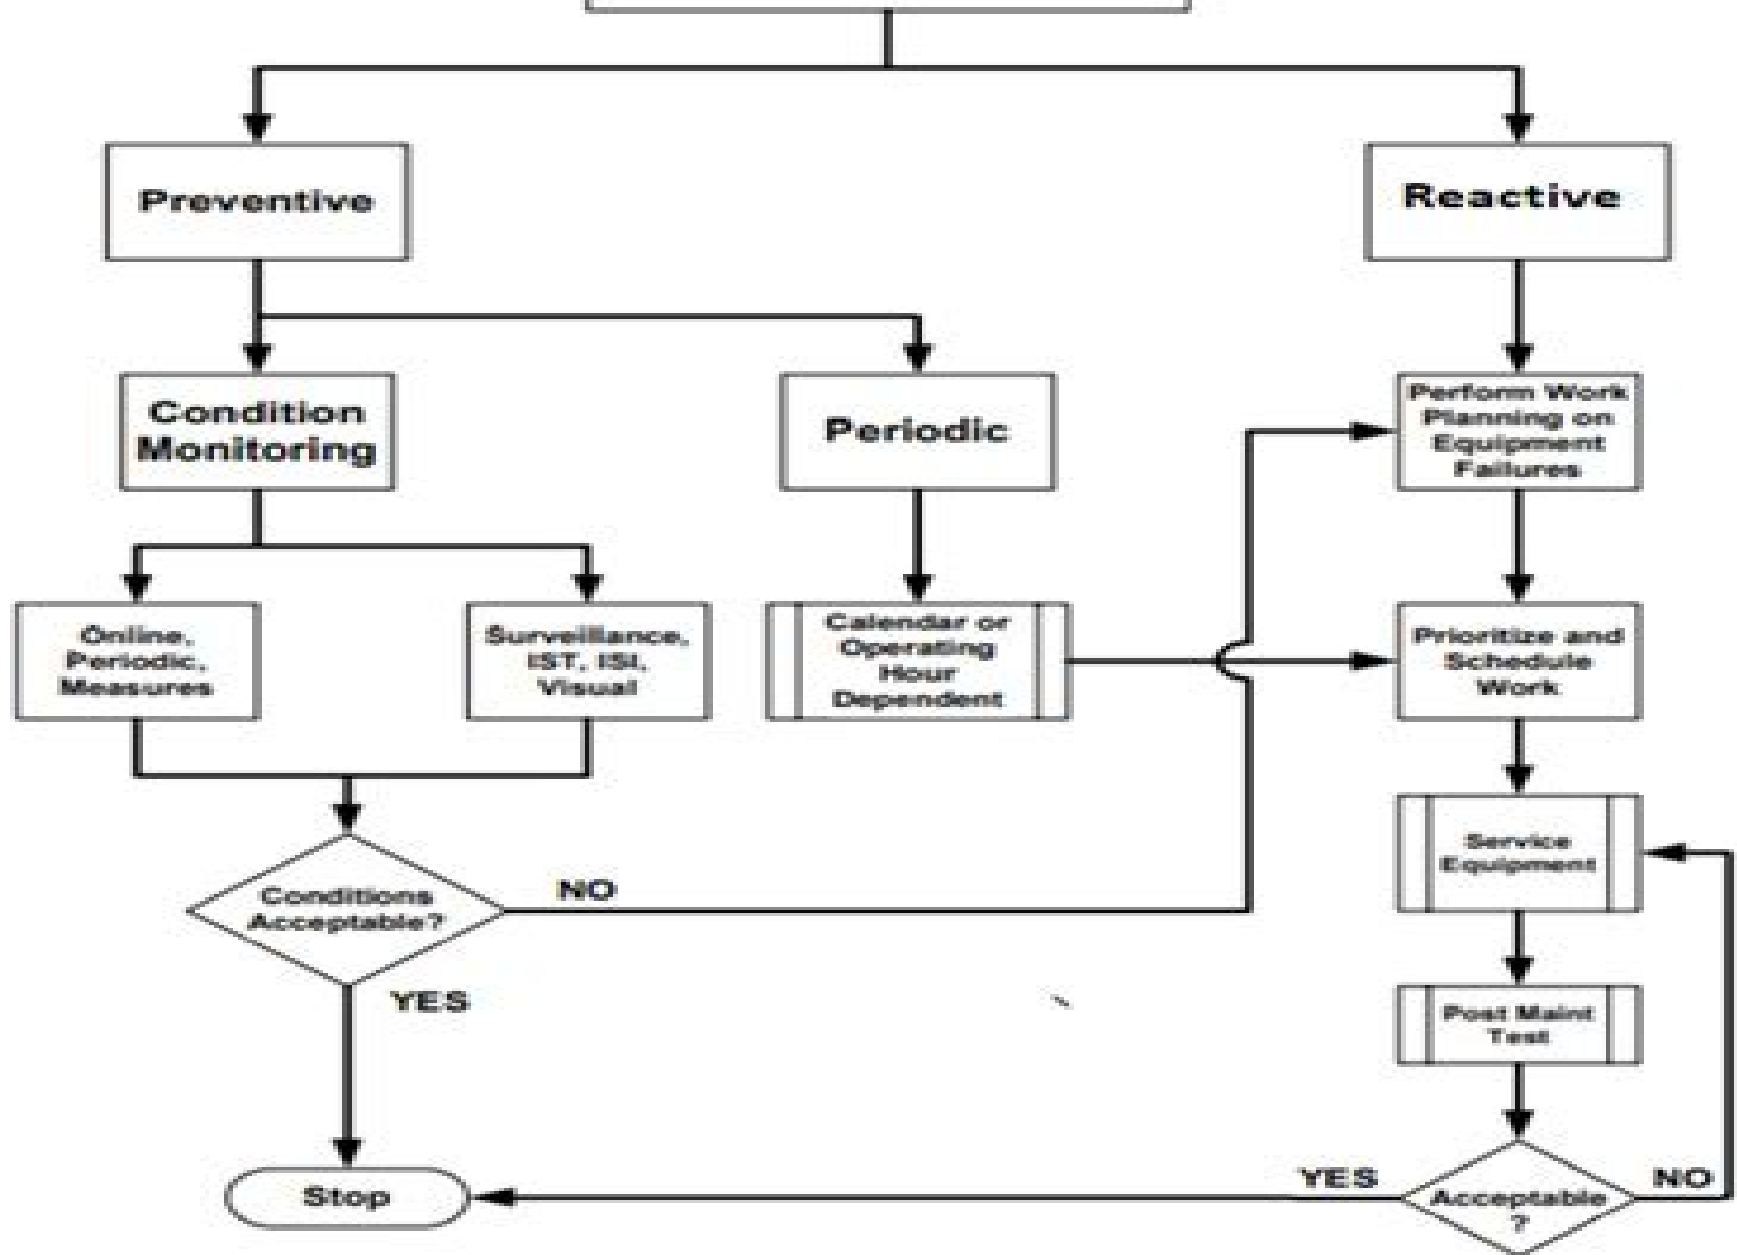 Preventive
Reactive
Condition
Monitoring
Periodic
Perform Work
Planning on
Equipment
Failures
Online,
Periodic,
Measures
Surveillance,
IST, ISI,
Visual
Calendar or
Operating
Hour
Dependent
Prioritize and
Schedule
Work
Service
Equipment
Conditions
Acceptable?
NO
YES
Post Maint
Test
Stop
YES
Acceptable
?
NO